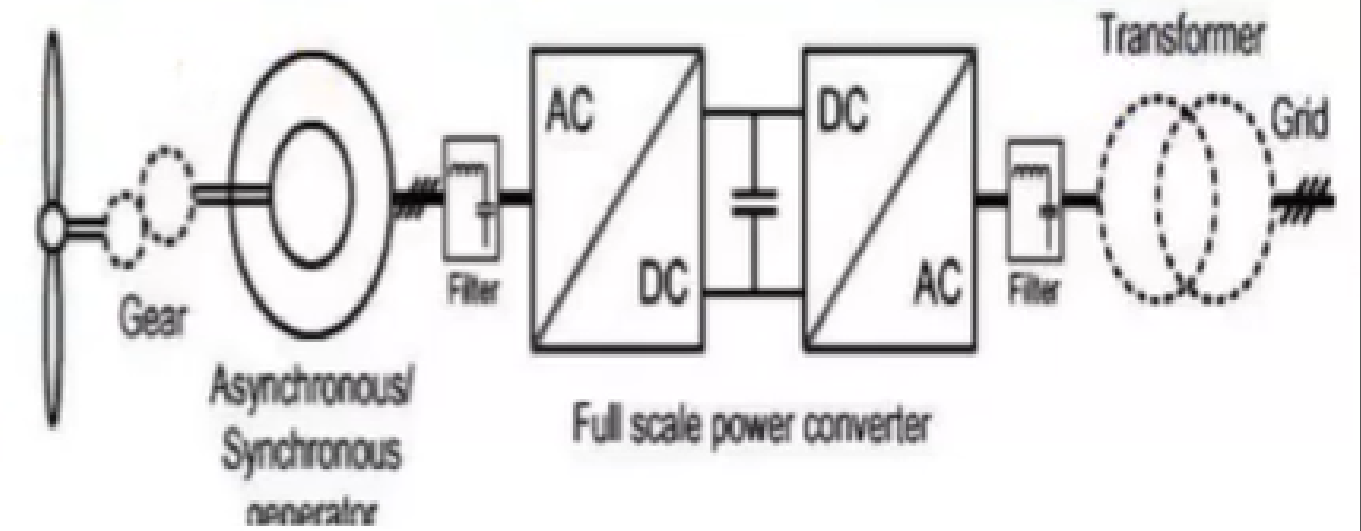 Transformer
Grid
AC
DC
DC
AC
Filter
Filter
Gear
Asynchronous/
Synchronous
generator
Full scale power converter